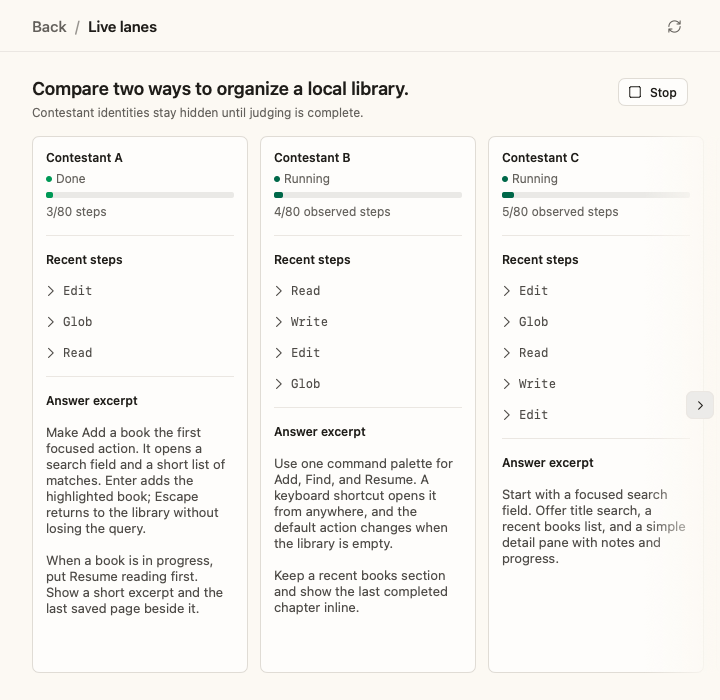 Back / Live lanes
Compare two ways to organize a local library.
Stop
Contestant identities stay hidden until judging is complete.
Contestant A
Done
3/80 steps
Recent steps
Edit
Glob
Read
Answer excerpt
Make Add a book the first
focused action. It opens a
search field and a short list of
matches. Enter adds the
highlighted book; Escape
returns to the library without
losing the query.
When a book is in progress,
put Resume reading first.
Show a short excerpt and the
last saved page beside it.
Contestant B
Running
4/80 observed steps
Recent steps
Read
Write
Edit
Glob
Answer excerpt
Use one command palette for
Add, Find, and Resume. A
keyboard shortcut opens it
from anywhere, and the
default action changes when
the library is empty.
Keep a recent books section
and show the last completed
chapter inline.
Contestant C
Running
5/80 observed steps
Recent steps
Edit
Glob
Read
Write
Edit
Answer excerpt
Start with a focused search
field. Offer title search, a
recent books list, and a simple
detail pane with notes and
progress.